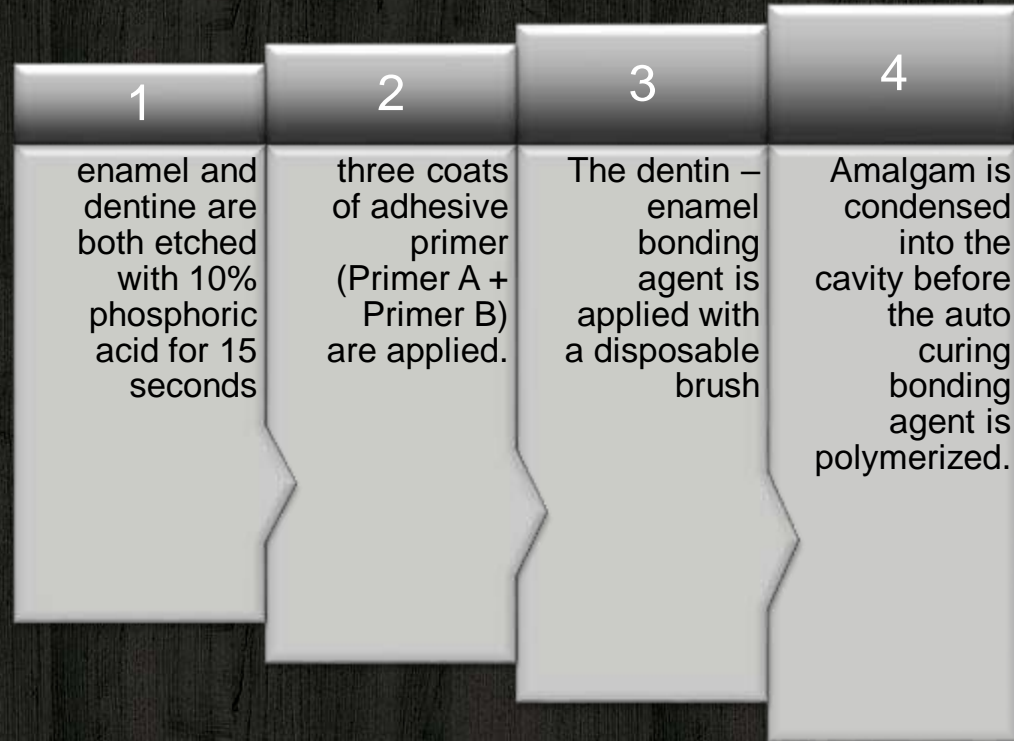 1
enamel and
dentine are
both etched
with 10%
phosphoric
acid for 15
seconds
2
three coats
of adhesive
primer
(Primer A +
Primer B)
are applied.
3
The dentin –
enamel
bonding
agent is
applied with
a disposable
brush
4
Amalgam is
condensed
into the
cavity before
the auto
curing
bonding
agent is
polymerized.